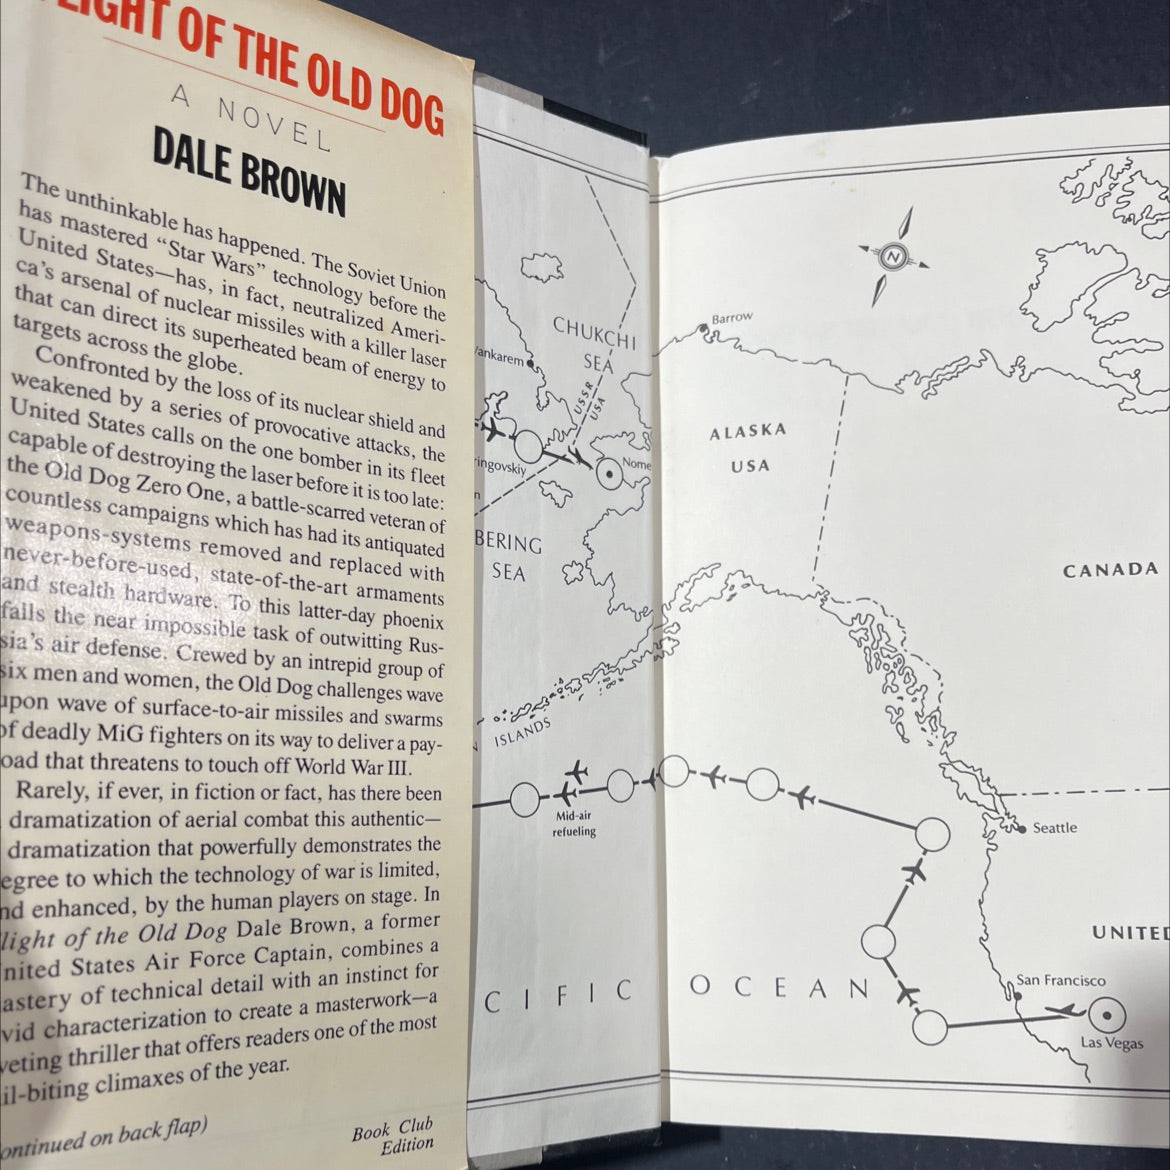 FLIGHT OF THE OLD DOG
A NOVEL
DALE BROWN
The unthinkable has happened. The Soviet Union
has mastered “Star Wars” technology before the
United States—has, in fact, neutralized Ameri-
ca’s arsenal of nuclear missiles with a killer laser
that can direct its superheated beam of energy to
targets across the globe.
Confronted by the loss of its nuclear shield and
weakened by a series of provocative attacks, the
United States calls on the one bomber in its fleet
capable of destroying the laser before it is too late:
the Old Dog Zero One, a battle-scarred veteran of
countless campaigns which has had its antiquated
weapons-systems removed and replaced with
never-before-used, state-of-the-art armaments
and stealth hardware. To this latter-day phoenix
falls the near impossible task of outwitting Rus-
sia’s air defense. Crewed by an intrepid group of
six men and women, the Old Dog challenges wave
upon wave of surface-to-air missiles and swarms
of deadly MiG fighters on its way to deliver a pay-
oad that threatens to touch off World War III.
Rarely, if ever, in fiction or fact, has there been
dramatization of aerial combat this authentic—
dramatization that powerfully demonstrates the
egree to which the technology of war is limited,
nd enhanced, by the human players on stage. In
light of the Old Dog Dale Brown, a former
nited States Air Force Captain, combines a
astery of technical detail with an instinct for
vid characterization to create a masterwork—a
veting thriller that offers readers one of the most
il-biting climaxes of the year.
ontinued on back flap)
Book Club
Edition
CHUKCHI
SEA
ankarem
USSR
USA
ringovskiy
Nome
n
BERING
SEA
ISLANDS
Mid-air
refueling
CIFIC OCEAN
N
Barrow
ALASKA
USA
CANADA
Seattle
UNITED
San Francisco
Las Vegas